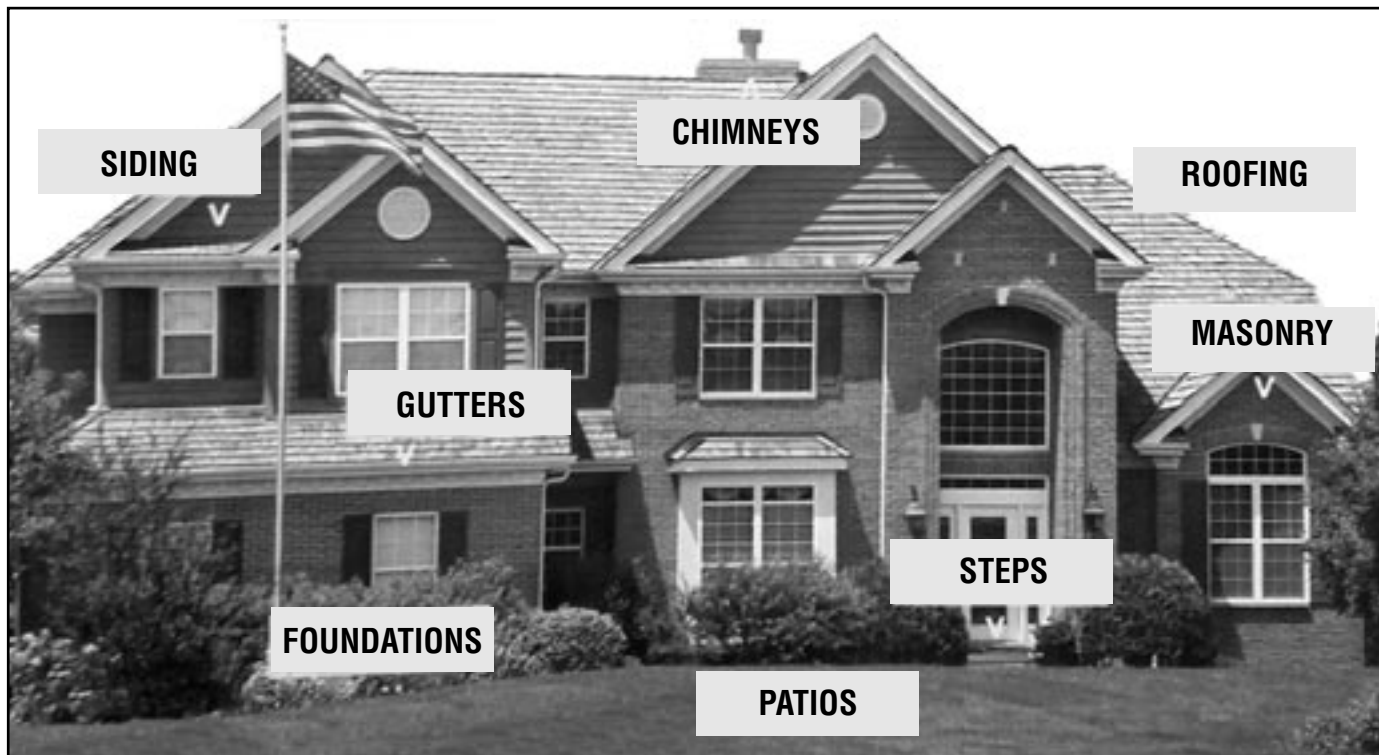 CHIMNEYS
SIDING
ROOFING
MASONRY
GUTTERS
STEPS
FOUNDATIONS
PATIOS